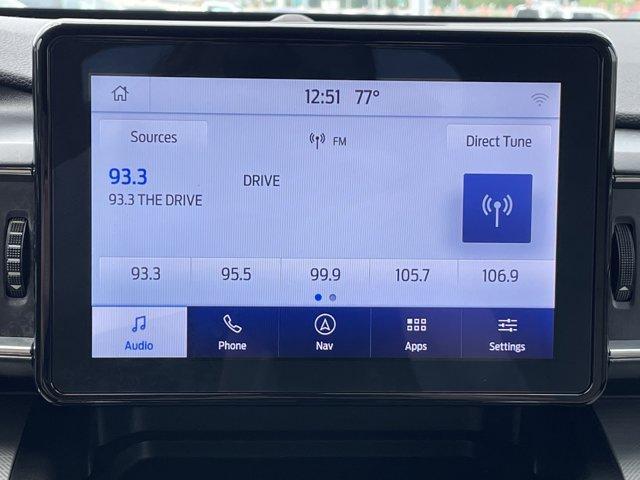 12:51 77°
Sources
FM
Direct Tune
93.3
DRIVE
93.3 THE DRIVE
93.3 95.5 99.9 105.7 106.9
Audio Phone Nav Apps Settings